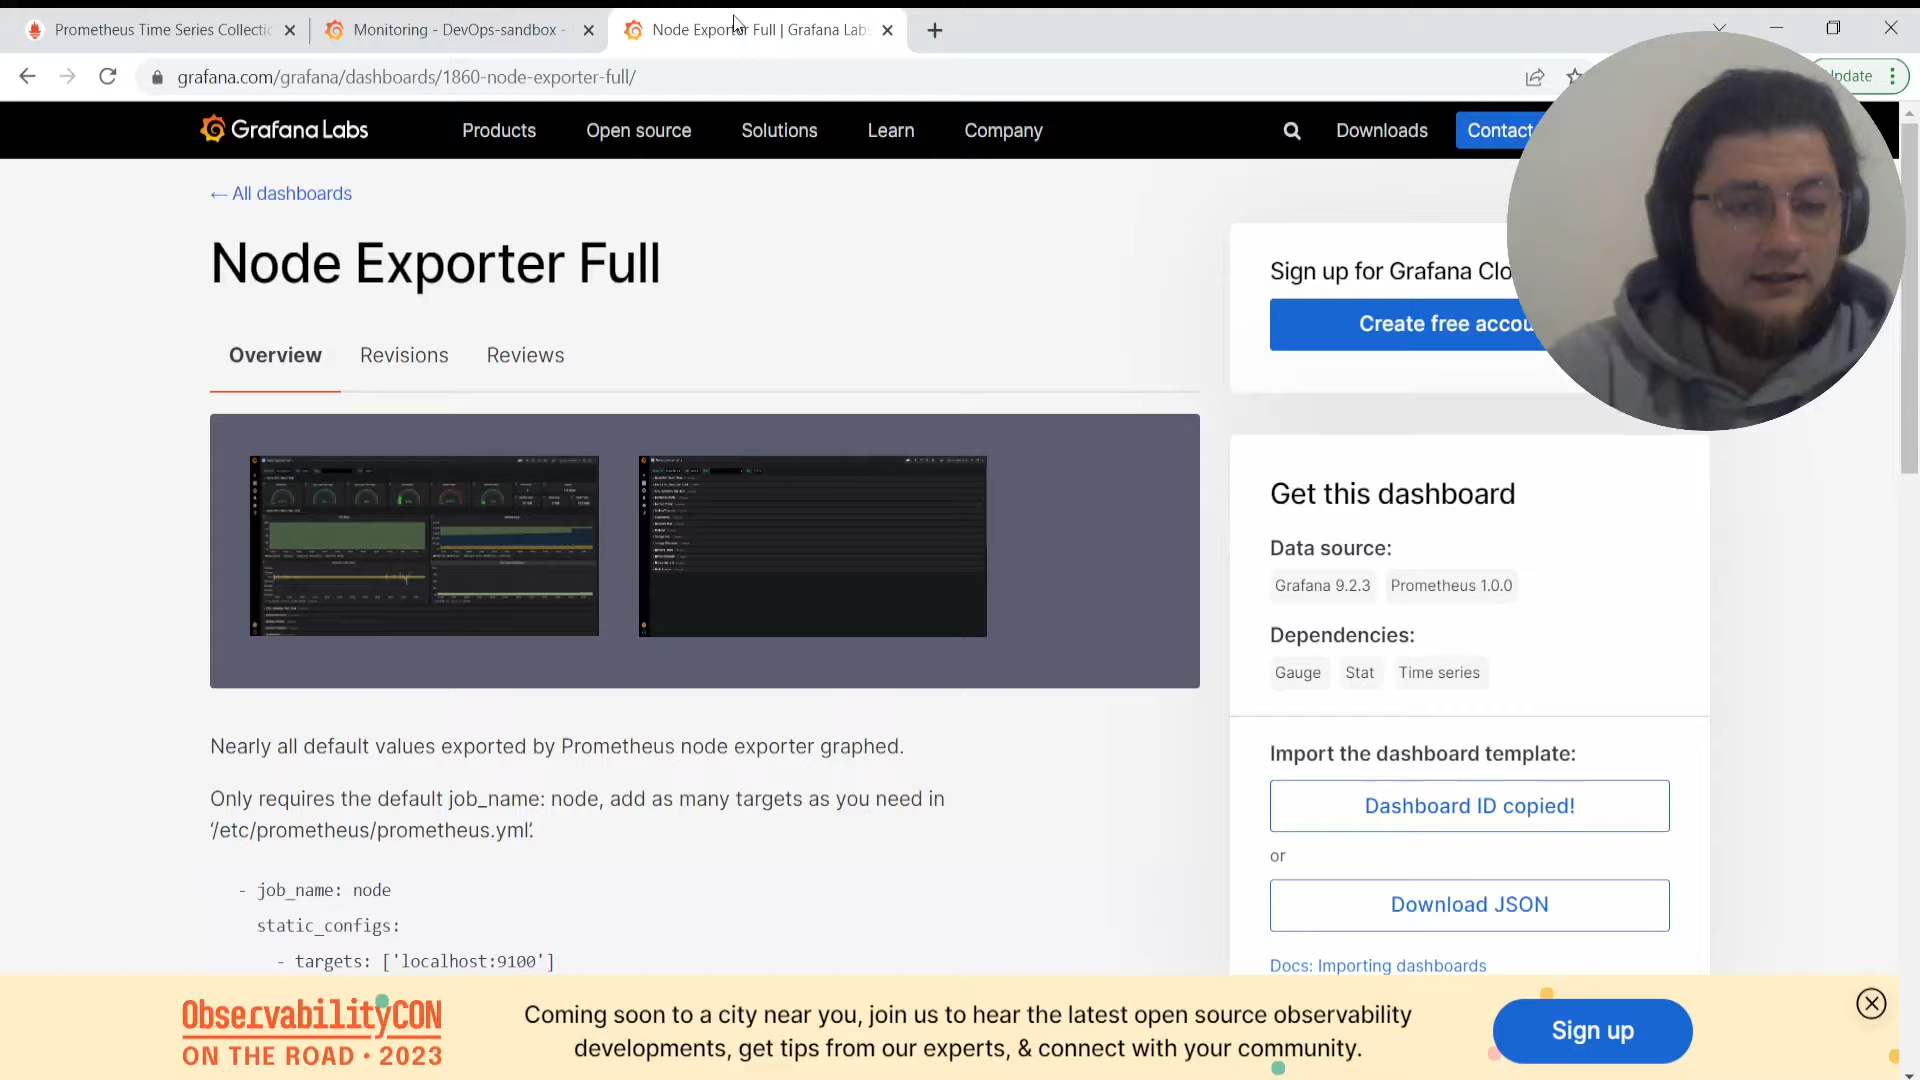 Prometheus Time Series Collectio
Monitoring - DevOps-sandbox -
Node Exporter Full | Grafana Labs
grafana.com/grafana/dashboards/1860-node-exporter-full/
pdate
Grafana Labs
Products
Open source
Solutions
Learn
Company
Downloads
Contact
← All dashboards
Node Exporter Full
Overview
Revisions
Reviews
Sign up for Grafana Clo
Create free accou
Get this dashboard
Data source:
Grafana 9.2.3
Prometheus 1.0.0
Dependencies:
Gauge
Stat
Time series
Nearly all default values exported by Prometheus node exporter graphed.
Only requires the default job_name: node, add as many targets as you need in
‘/etc/prometheus/prometheus.yml’.
- job_name: node
static_configs:
- targets: ['localhost:9100']
Import the dashboard template:
Dashboard ID copied!
or
Download JSON
Docs: Importing dashboards
ObservabilityCON
ON THE ROAD • 2023
Coming soon to a city near you, join us to hear the latest open source observability
developments, get tips from our experts, & connect with your community.
Sign up